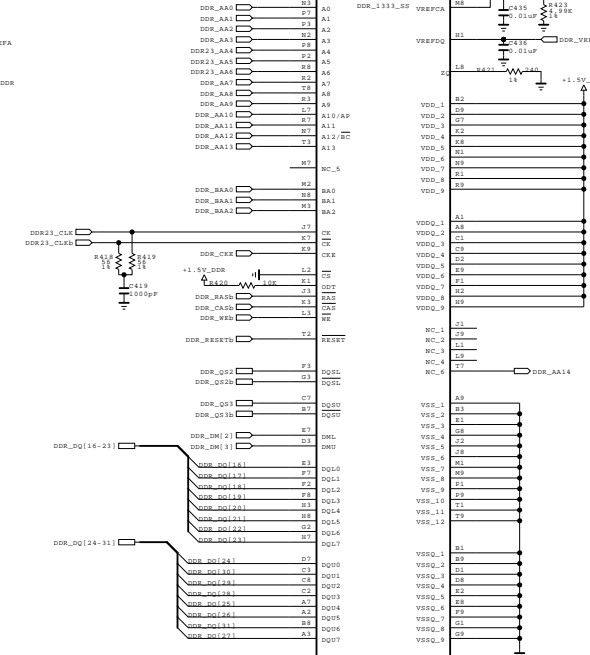 DDR_AA0 N3 A0
DDR_AA1 P7 A1
DDR_AA2 P3 A2
DDR_AA3 N2 A3
DDR23_AA4 P8 A4
DDR23_AA5 P2 A5
DDR23_AA6 R8 A6
DDR_AA7 R2 A7
DDR_AA8 T8 A8
DDR_AA9 R3 A9
DDR_AA10 L7 A10/AP
DDR_AA11 R7 A11
DDR_AA12 N7 A12/BC
DDR_AA13 T3 A13
M7 NC_5
DDR_BAA0 M2 BA0
DDR_BAA1 N8 BA1
DDR_BAA2 M3 BA2
DDR23_CLK J7 CK
DDR23_CLKb K7 CK
DDR_CKE K9 CKE
R418 56 1%
R419 56 1%
C419 1000pF
+1.5V_DDR
L2 CS
R420 10K K1 ODT
DDR_RASb J3 RAS
DDR_CASb K3 CAS
DDR_WEb L3 WE
DDR_RESETb T2 RESET
DDR_QS2 F3 DQSL
DDR_QS2b G3 DQSL
DDR_QS3 C7 DQSU
DDR_QS3b B7 DQSU
DDR_DM[2] E7 DML
DDR_DM[3] D3 DMU
DDR_DQ[16-23]
DDR_DQ[16] E3 DQL0
DDR_DQ[17] F7 DQL1
DDR_DQ[18] F2 DQL2
DDR_DQ[19] F8 DQL3
DDR_DQ[20] H3 DQL4
DDR_DQ[21] H8 DQL5
DDR_DQ[22] G2 DQL6
DDR_DQ[23] H7 DQL7
DDR_DQ[24-31]
DDR_DQ[24] D7 DQU0
DDR_DQ[30] C3 DQU1
DDR_DQ[29] C8 DQU2
DDR_DQ[28] C2 DQU3
DDR_DQ[25] A7 DQU4
DDR_DQ[26] A2 DQU5
DDR_DQ[31] B8 DQU6
DDR_DQ[27] A3 DQU7
IFA
DDR
DDR_1333_SS VREFCA M8
C435 0.01uF
R423 4.99K 1%
VREFDQ H1
C436 0.01uF
DDR_VRE
ZQ L8 R421 240 1%
+1.5V_
VDD_1 B2
VDD_2 D9
VDD_3 G7
VDD_4 K2
VDD_5 K8
VDD_6 N1
VDD_7 N9
VDD_8 R1
VDD_9 R9
VDDQ_1 A1
VDDQ_2 A8
VDDQ_3 C1
VDDQ_4 C9
VDDQ_5 D2
VDDQ_6 E9
VDDQ_7 F1
VDDQ_8 H2
VDDQ_9 H9
NC_1 J1
NC_2 J9
NC_3 L1
NC_4 L9
NC_6 T7 DDR_AA14
VSS_1 A9
VSS_2 B3
VSS_3 E1
VSS_4 G8
VSS_5 J2
VSS_6 J8
VSS_7 M1
VSS_8 M9
VSS_9 P1
VSS_10 P9
VSS_11 T1
VSS_12 T9
VSSQ_1 B1
VSSQ_2 B9
VSSQ_3 D1
VSSQ_4 D8
VSSQ_5 E2
VSSQ_6 E8
VSSQ_7 F9
VSSQ_8 G1
VSSQ_9 G9